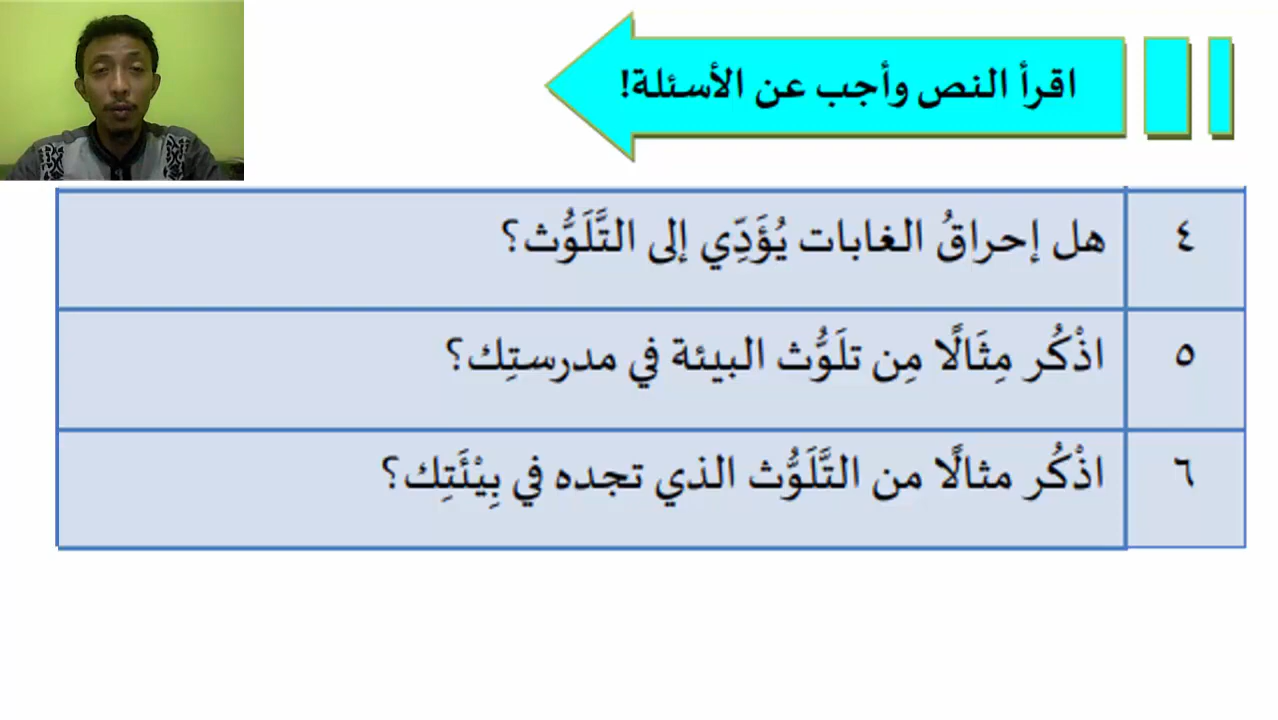 اقرأ النص وأجب عن الأسئلة!
٤ هل إحراقُ الغابات يُؤَدِّي إلى التَّلَوُّث؟
٥ اذْكُر مِثَالًا مِن تلَوُّث البيئة في مدرستِك؟
٦ اذْكُر مثالًا من التَّلَوُّث الذي تجده في بِيْئَتِك؟